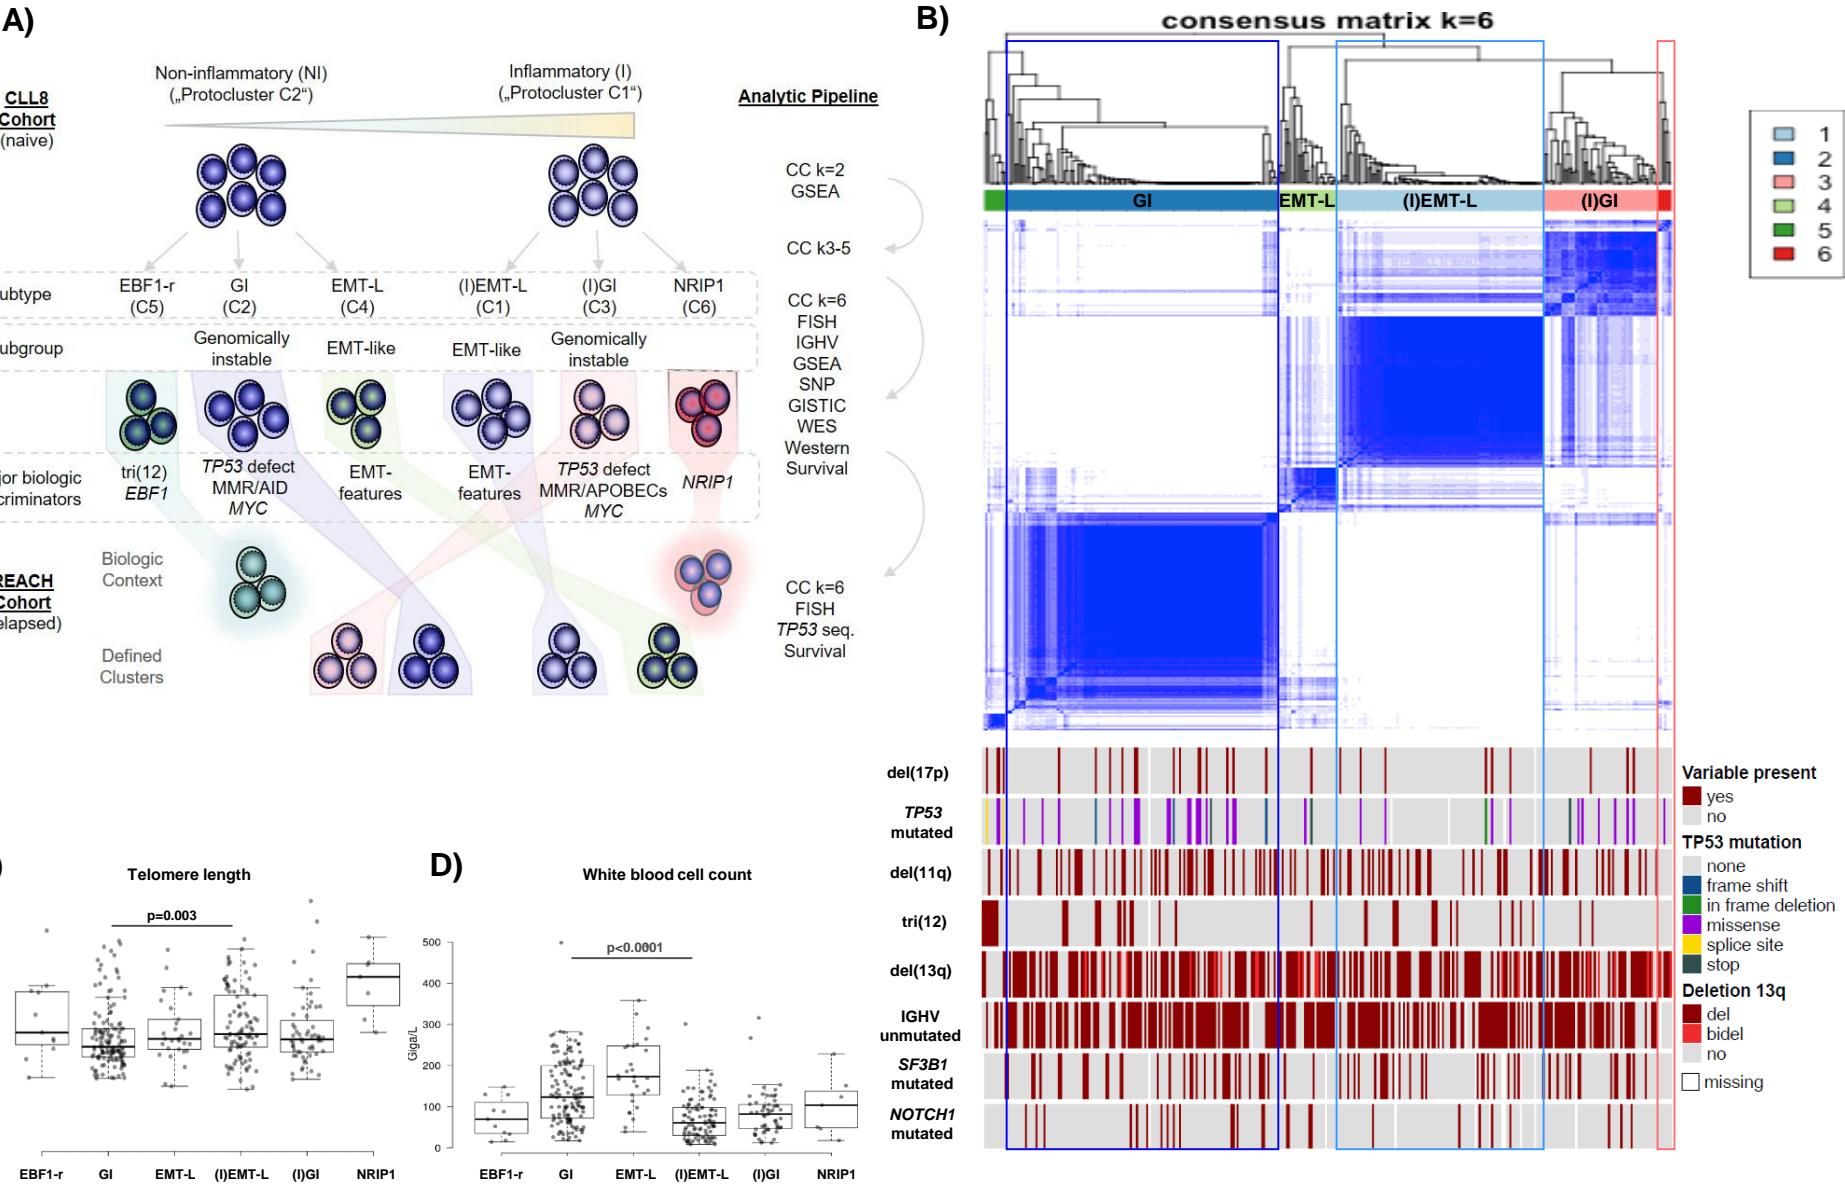 A)
Non-inflammatory (NI)
(„Protocluster C2“)
Inflammatory (I)
(„Protocluster C1“)
CLL8
Cohort
(naive)
Analytic Pipeline
CC k=2
GSEA
CC k3-5
EBF1-r
(C5)
GI
(C2)
EMT-L
(C4)
(I)EMT-L
(C1)
(I)GI
(C3)
NRIP1
(C6)
ubtype
ubgroup
Genomically
instable
EMT-like
EMT-like
Genomically
instable
CC k=6
FISH
IGHV
GSEA
SNP
GISTIC
WES
Western
Survival
jor biologic
criminators
tri(12)
EBF1
TP53 defect
MMR/AID
MYC
EMT-
features
EMT-
features
TP53 defect
MMR/APOBECs
MYC
NRIP1
Biologic
Context
REACH
Cohort
elapsed)
Defined
Clusters
CC k=6
FISH
TP53 seq.
Survival
B)
consensus matrix k=6
GI
EMT-L
(I)EMT-L
(I)GI
1
2
3
4
5
6
del(17p)
TP53
mutated
del(11q)
tri(12)
del(13q)
IGHV
unmutated
SF3B1
mutated
NOTCH1
mutated
Variable present
yes
no
TP53 mutation
none
frame shift
in frame deletion
missense
splice site
stop
Deletion 13q
del
bidel
no
missing
)
Telomere length
p=0.003
EBF1-r
GI
EMT-L
(I)EMT-L
(I)GI
NRIP1
D)
White blood cell count
p<0.0001
Giga/L
500
400
300
200
100
0
EBF1-r
GI
EMT-L
(I)EMT-L
(I)GI
NRIP1